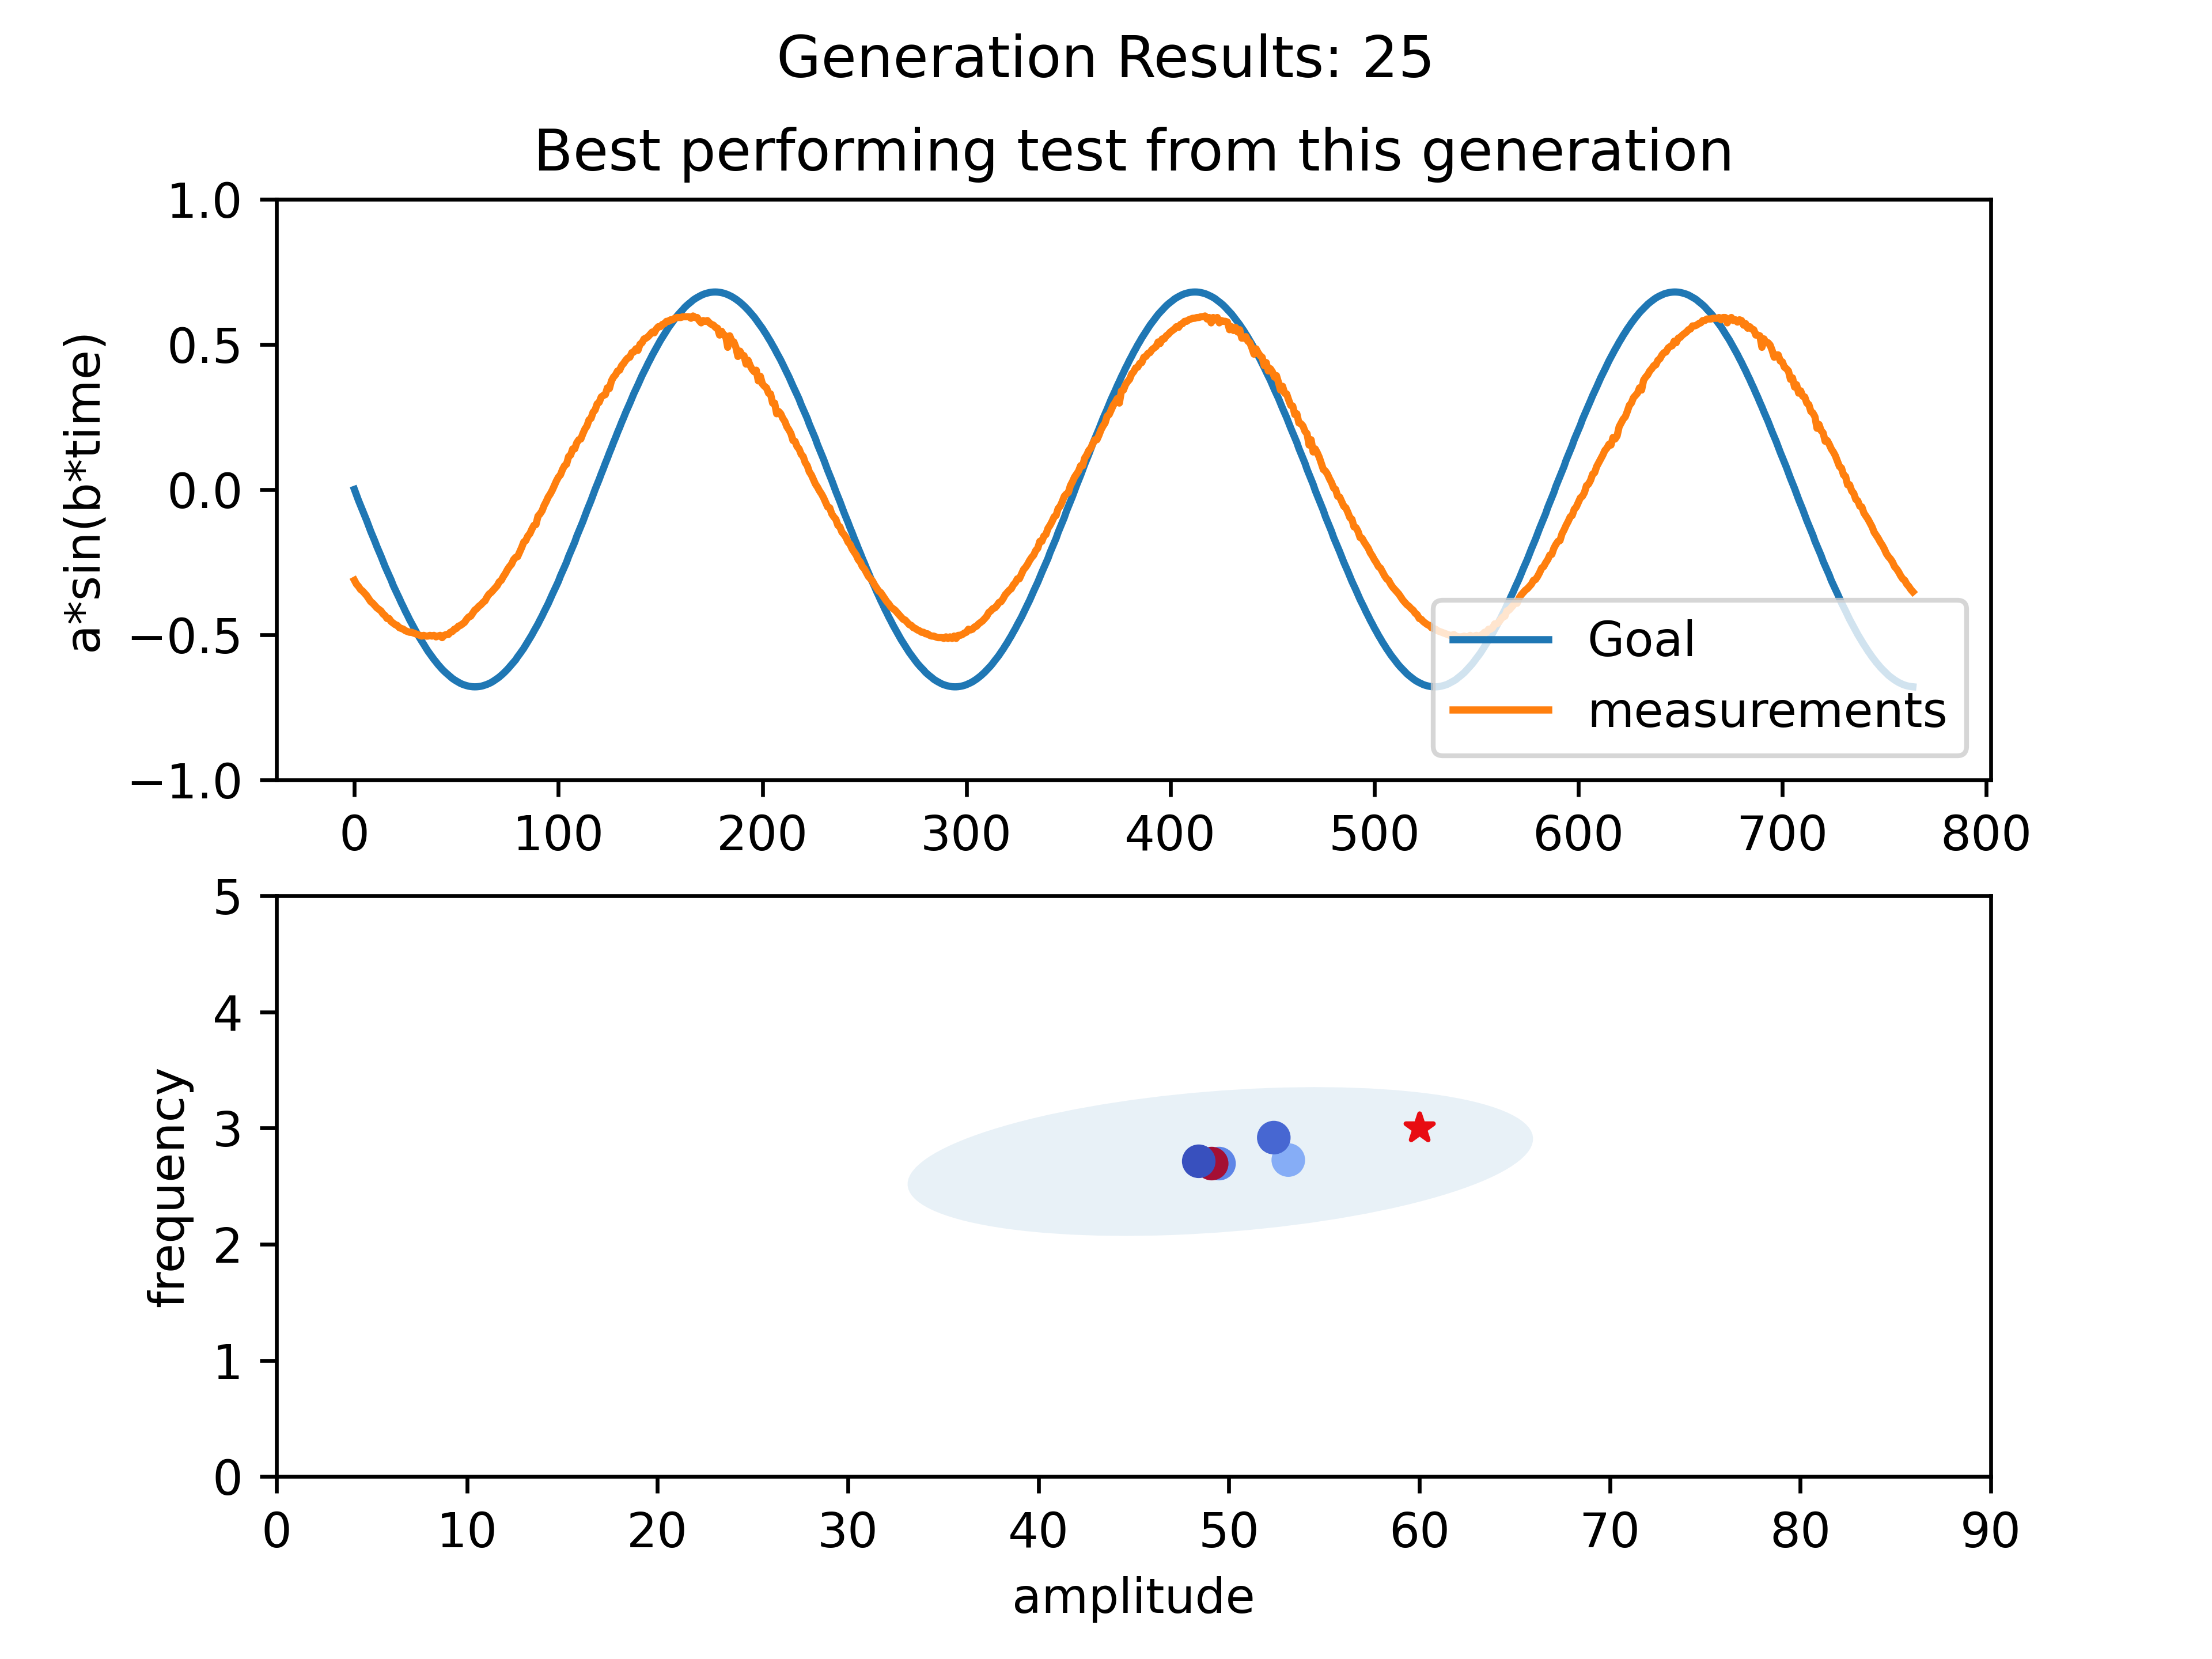 Generation Results: 25
Best performing test from this generation
a*sin(b*time)
1.0
0.5
0.0
−0.5
−1.0
Goal
measurements
0 100 200 300 400 500 600 700 800
frequency
5
4
3
2
1
0
0 10 20 30 40 50 60 70 80 90
amplitude